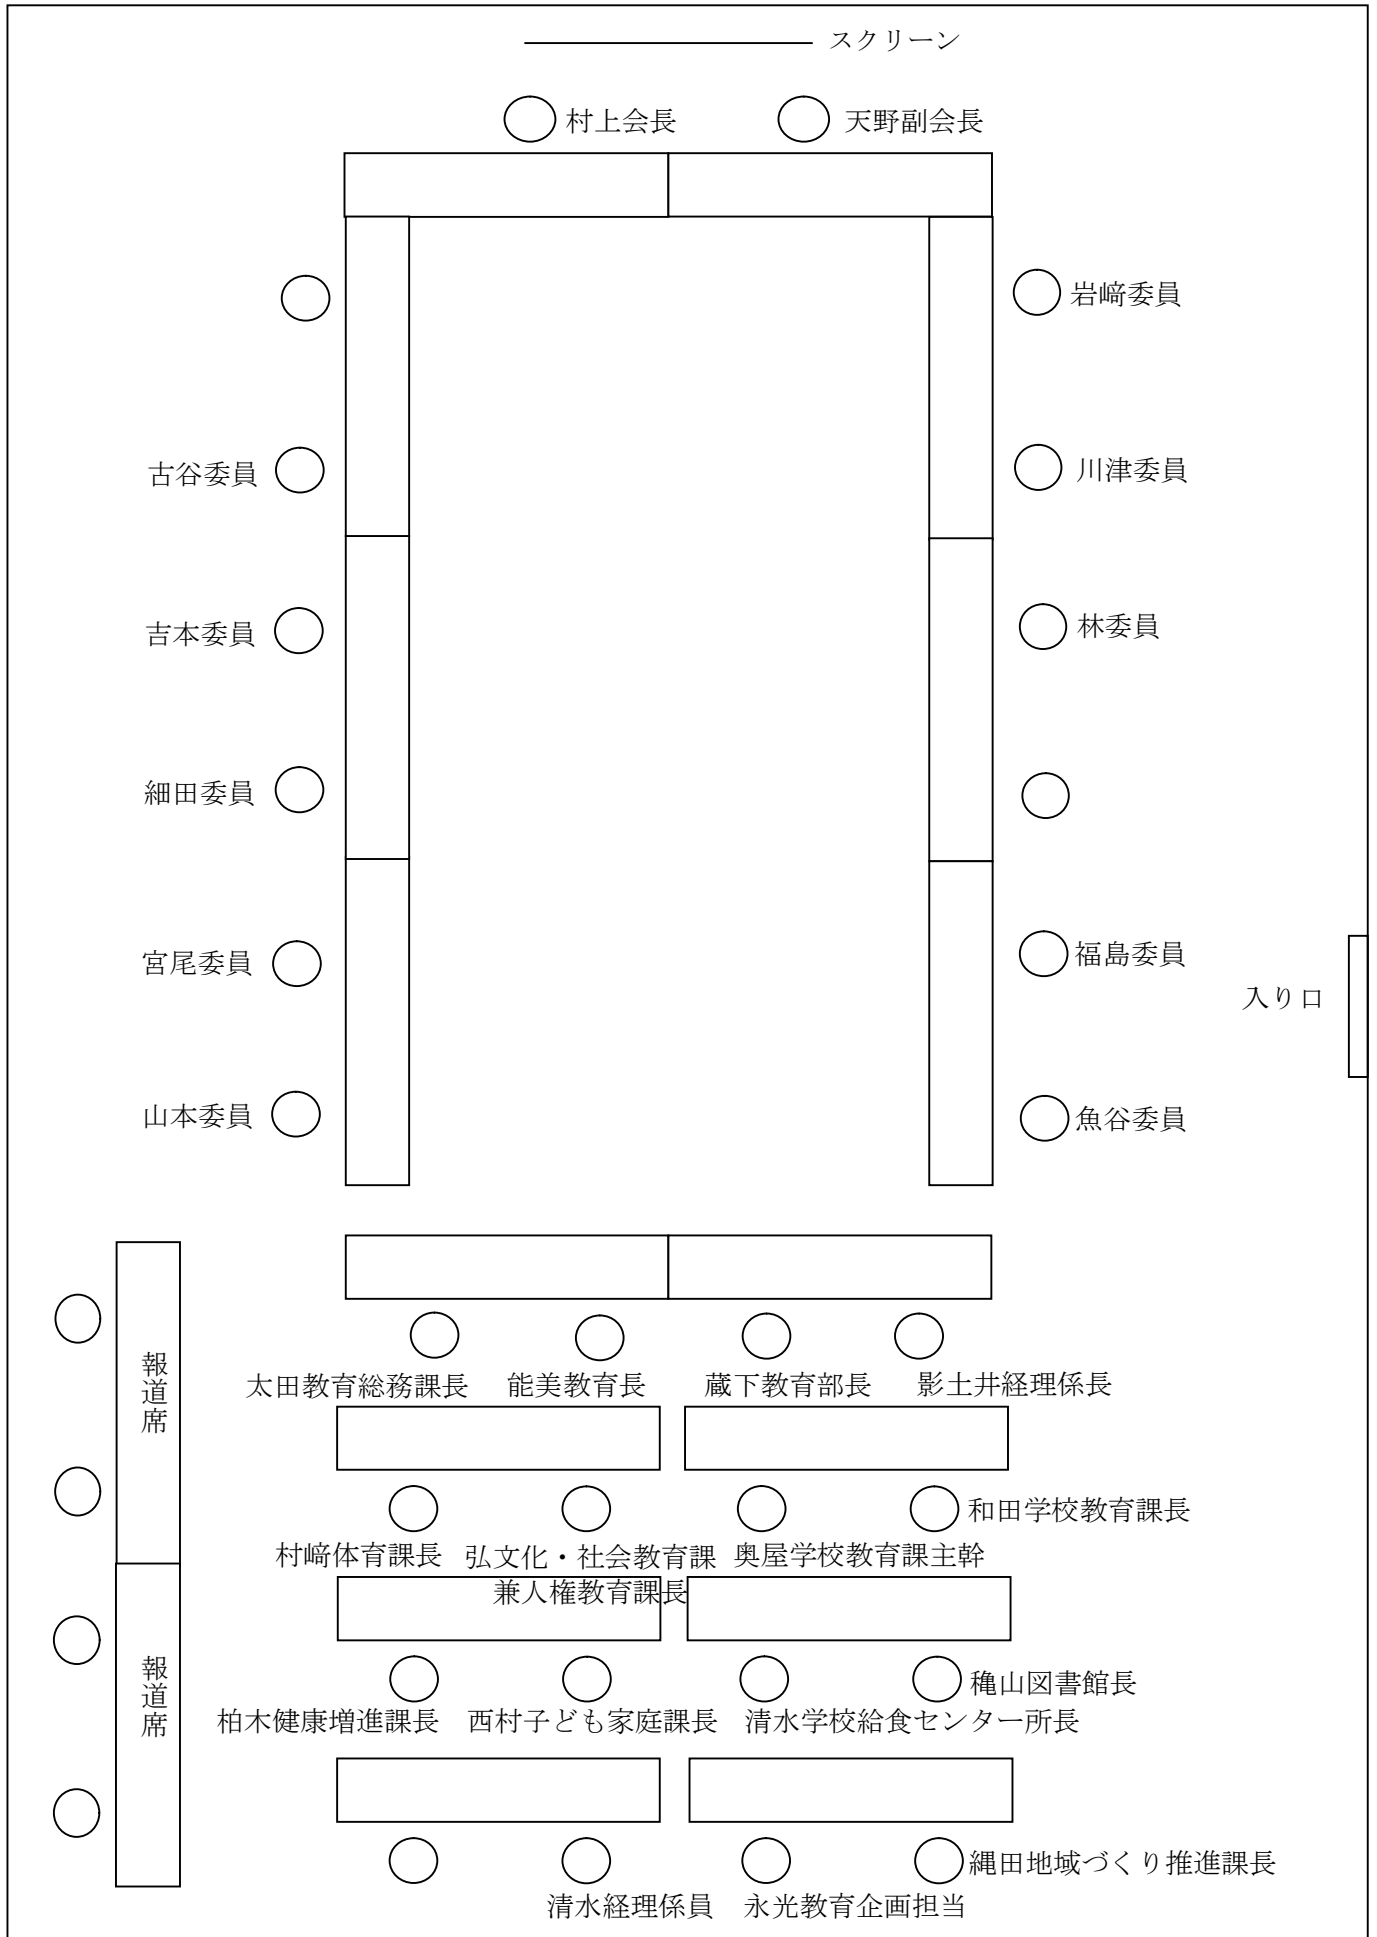 スクリーン
村上会長
天野副会長
岩﨑委員
古谷委員
川津委員
吉本委員
林委員
細田委員
宮尾委員
福島委員
入り口
山本委員
魚谷委員
報道席
太田教育総務課長
能美教育長
蔵下教育部長
影土井経理係長
和田学校教育課長
村﨑体育課長
弘文化・社会教育課
兼人権教育課長
奥屋学校教育課主幹
報道席
穐山図書館長
柏木健康増進課長
西村子ども家庭課長
清水学校給食センター所長
縄田地域づくり推進課長
清水経理係員
永光教育企画担当